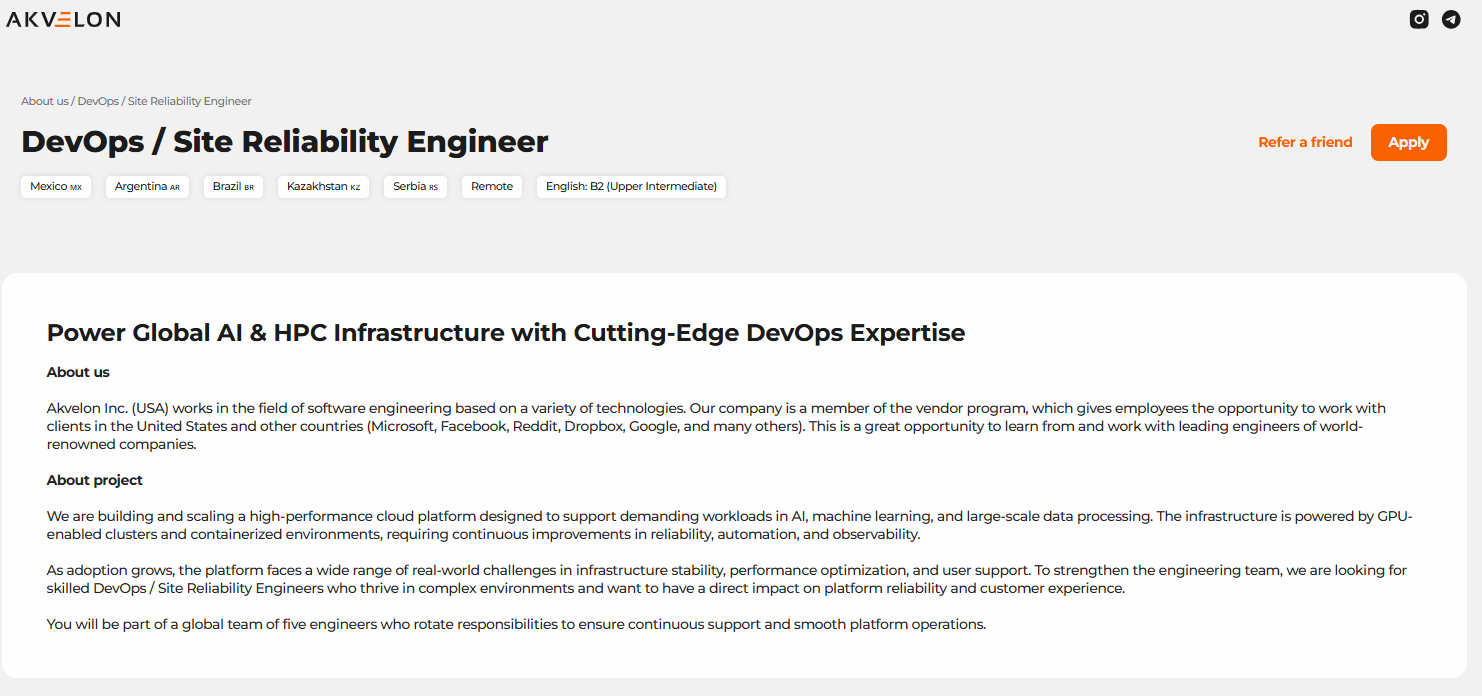 AKVELON
About us / DevOps / Site Reliability Engineer
DevOps / Site Reliability Engineer
Refer a friend
Apply
Mexico MX
Argentina AR
Brazil BR
Kazakhstan KZ
Serbia RS
Remote
English: B2 (Upper Intermediate)
Power Global AI & HPC Infrastructure with Cutting-Edge DevOps Expertise
About us
Akvelon Inc. (USA) works in the field of software engineering based on a variety of technologies. Our company is a member of the vendor program, which gives employees the opportunity to work with
clients in the United States and other countries (Microsoft, Facebook, Reddit, Dropbox, Google, and many others). This is a great opportunity to learn from and work with leading engineers of world-
renowned companies.
About project
We are building and scaling a high-performance cloud platform designed to support demanding workloads in AI, machine learning, and large-scale data processing. The infrastructure is powered by GPU-
enabled clusters and containerized environments, requiring continuous improvements in reliability, automation, and observability.
As adoption grows, the platform faces a wide range of real-world challenges in infrastructure stability, performance optimization, and user support. To strengthen the engineering team, we are looking for
skilled DevOps / Site Reliability Engineers who thrive in complex environments and want to have a direct impact on platform reliability and customer experience.
You will be part of a global team of five engineers who rotate responsibilities to ensure continuous support and smooth platform operations.